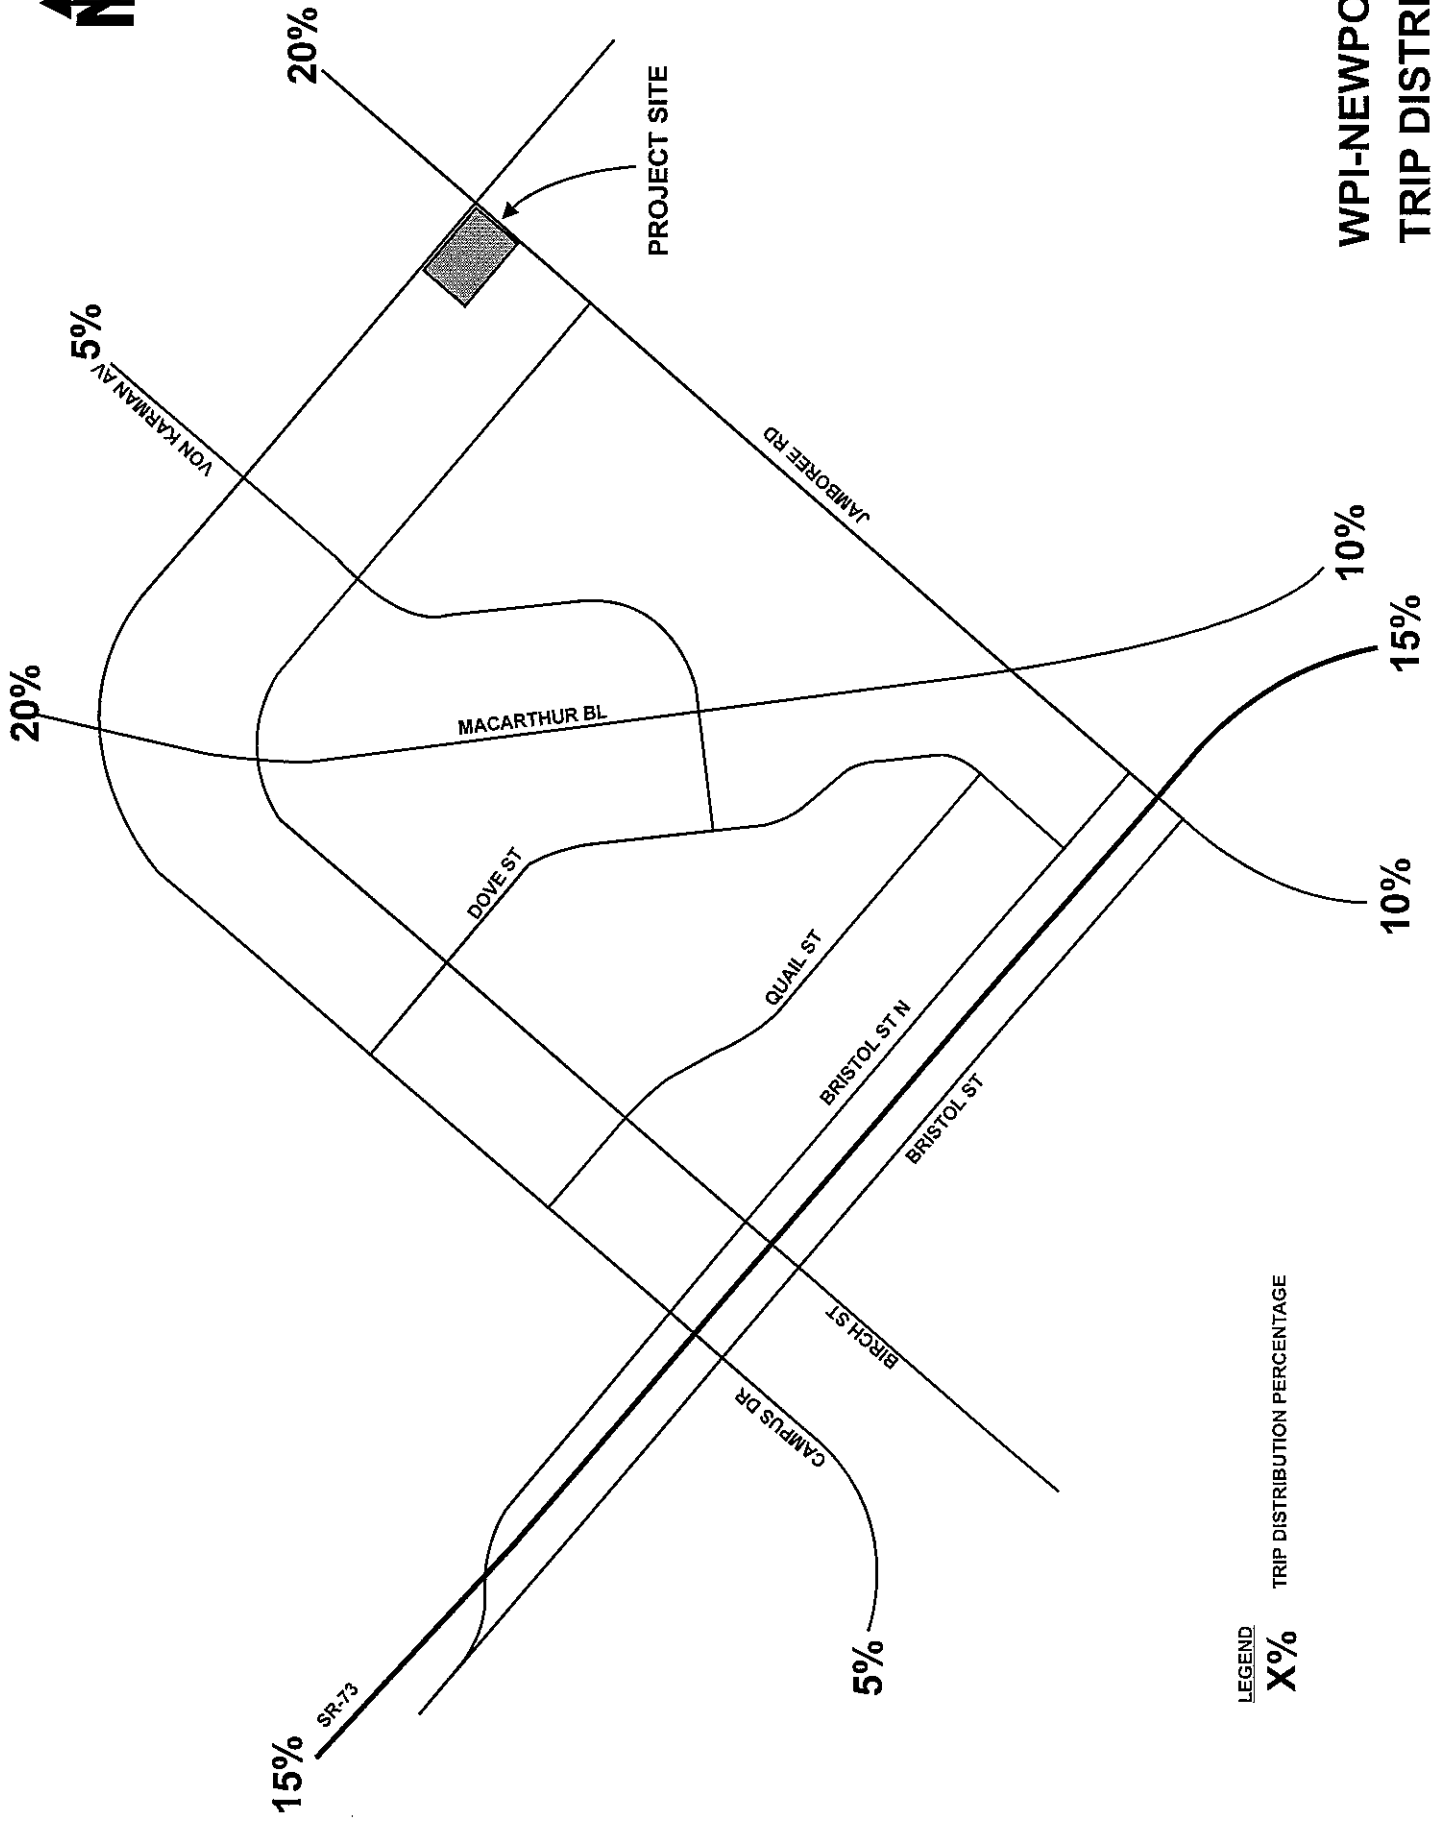 15%
SR-73
LEGEND
X% TRIP DISTRIBUTION PERCENTAGE
5%
CAMPUS DR
BIRCH ST
BRISTOL ST
BRISTOL ST N
QUAIL ST
DOVE ST
10%
20%
MACARTHUR BL
15%
10%
JAMBOREE RD
VON KARMAN AV
5%
20%
PROJECT SITE
N
WPI-NEWPO
TRIP DISTRI